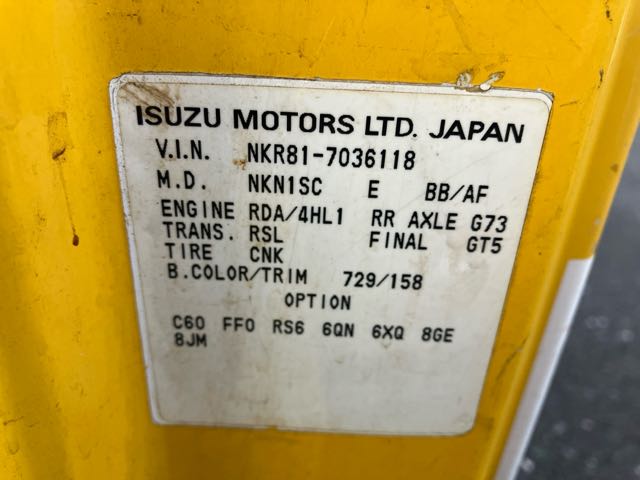 ISUZU MOTORS LTD. JAPAN
V.I.N. NKR81-7036118
M.D. NKN1SC E BB/AF
ENGINE RDA/4HL1 RR AXLE G73
TRANS. RSL FINAL GT5
TIRE CNK
B.COLOR/TRIM 729/158
OPTION
C60 FF0 RS6 6QN 6XQ 8GE
8JM